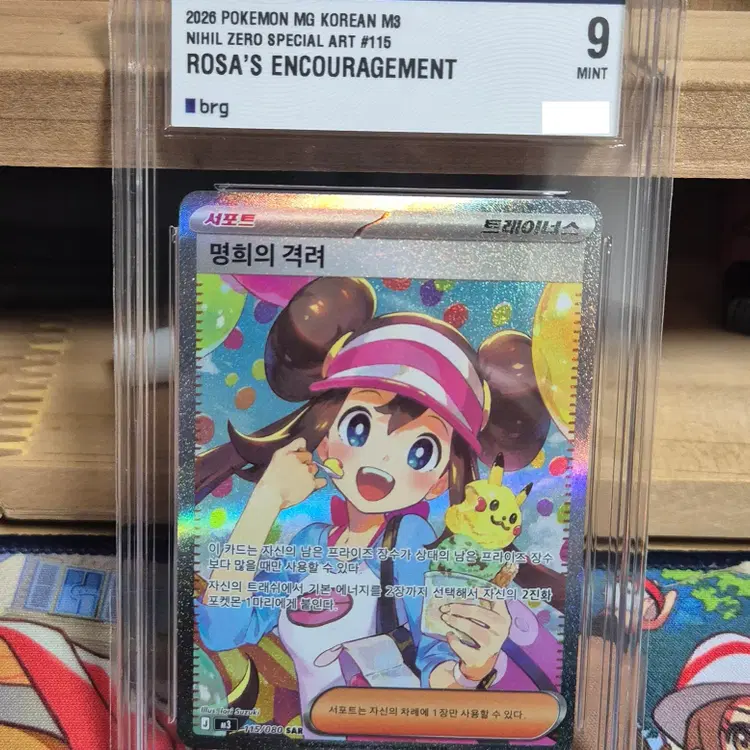 2026 POKEMON MG KOREAN M3
NIHIL ZERO SPECIAL ART #115
ROSA'S ENCOURAGEMENT
9
MINT
brg
서포트
트레이너스
명희의 격려
이 카드는 자신의 남은 프라이즈 장수가 상대의 남은 프라이즈 장수
보다 많을 때만 사용할 수 있다.
자신의 트래쉬에서 기본 에너지를 2장까지 선택해서, 자신의 2진화
포켓몬 1마리에게 붙인다.
Illus. Teeri Suzuki
서포트는 자신의 차례에 1장만 사용할 수 있다.
J M3 115/080 SAR